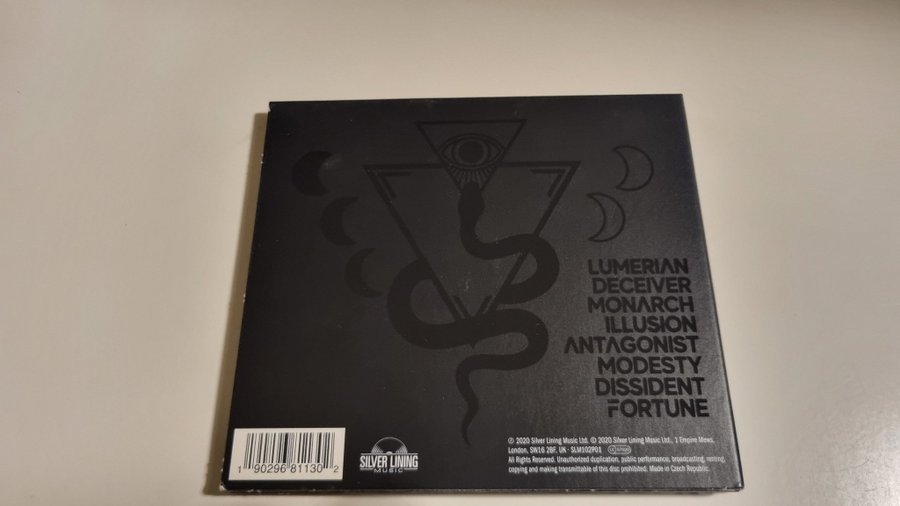 LUMERIAN
DECEIVER
MONARCH
ILLUSION
ANTAGONIST
MODESTY
DISSIDENT
FORTUNE
1 90296 81130 2
SILVER LINING
MUSIC
℗ 2020 Silver Lining Music Ltd. © 2020 Silver Lining Music Ltd., 1 Empire Mews,
London, SW16 2BF, UK · SLM102P01
All Rights Reserved. Unauthorized duplication, public performance, broadcasting, renting,
copying and making transmittable of this disc prohibited. Made in Czech Republic.